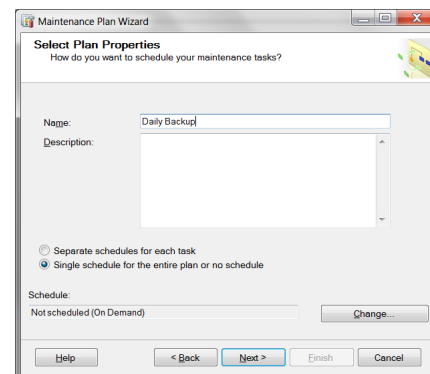 Maintenance Plan Wizard
Select Plan Properties
How do you want to schedule your maintenance tasks?
Name:
Daily Backup
Description:
Separate schedules for each task
Single schedule for the entire plan or no schedule
Schedule:
Not scheduled (On Demand)
Change...
Help
< Back
Next >
Finish
Cancel